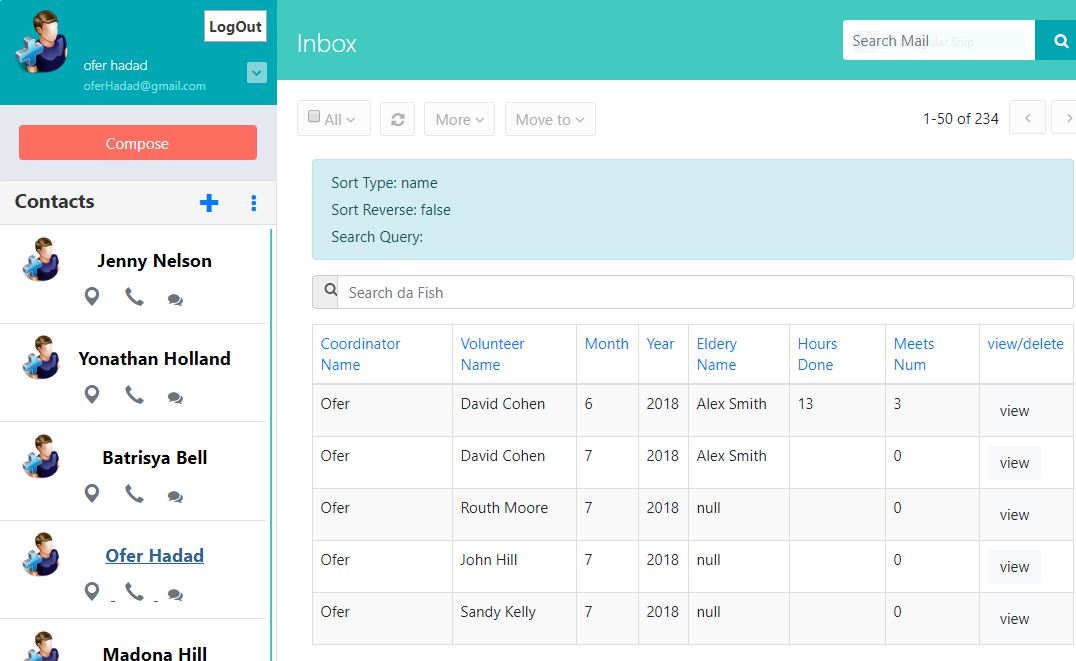 LogOut
ofer hadad
oferHadad@gmail.com
Compose
Contacts
Jenny Nelson
Yonathan Holland
Batrisya Bell
Ofer Hadad
Madona Hill
Inbox
Search Mail
Snip
All
More
Move to
1-50 of 234
Sort Type: name
Sort Reverse: false
Search Query:
Search da Fish
Coordinator Name Volunteer Name Month Year Eldery Name Hours Done Meets Num view/delete
Ofer David Cohen 6 2018 Alex Smith 13 3 view
Ofer David Cohen 7 2018 Alex Smith 0 view
Ofer Routh Moore 7 2018 null 0 view
Ofer John Hill 7 2018 null 0 view
Ofer Sandy Kelly 7 2018 null 0 view